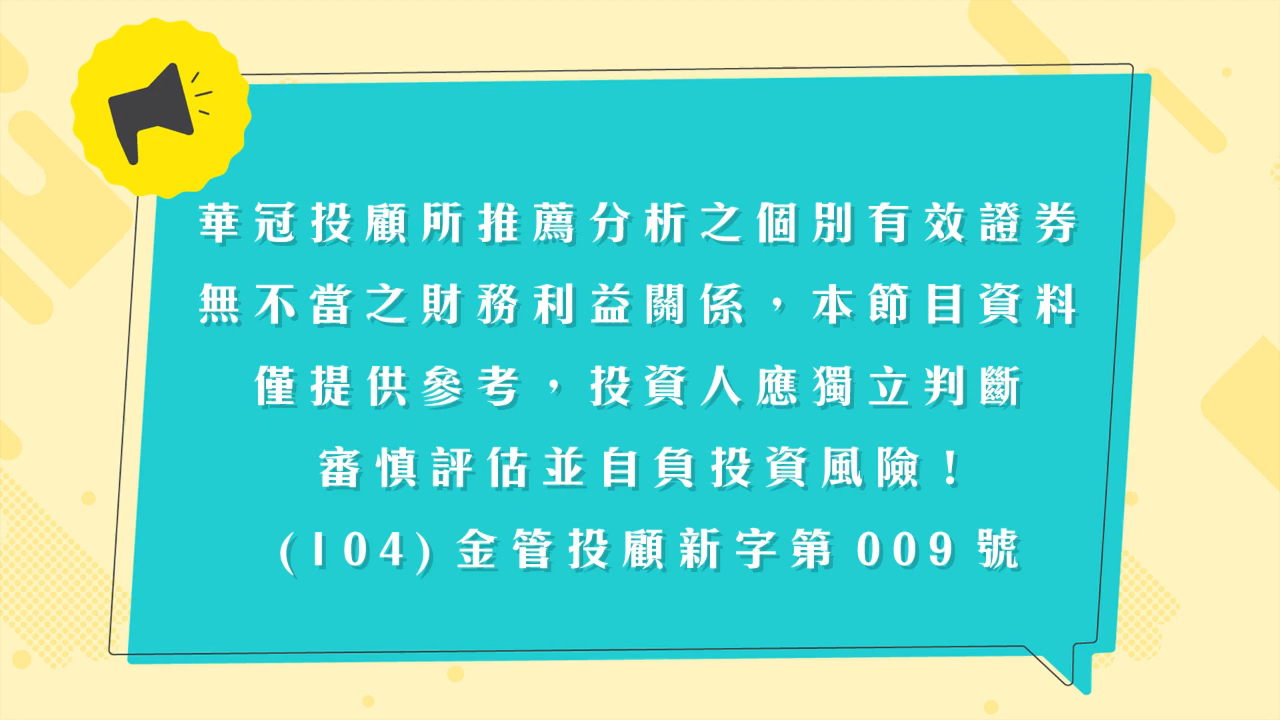 華冠投顧所推薦分析之個別有效證券
無不當之財務利益關係，本節目資料
僅提供參考，投資人應獨立判斷
審慎評估並自負投資風險！
(104) 金管投顧新字第 009 號